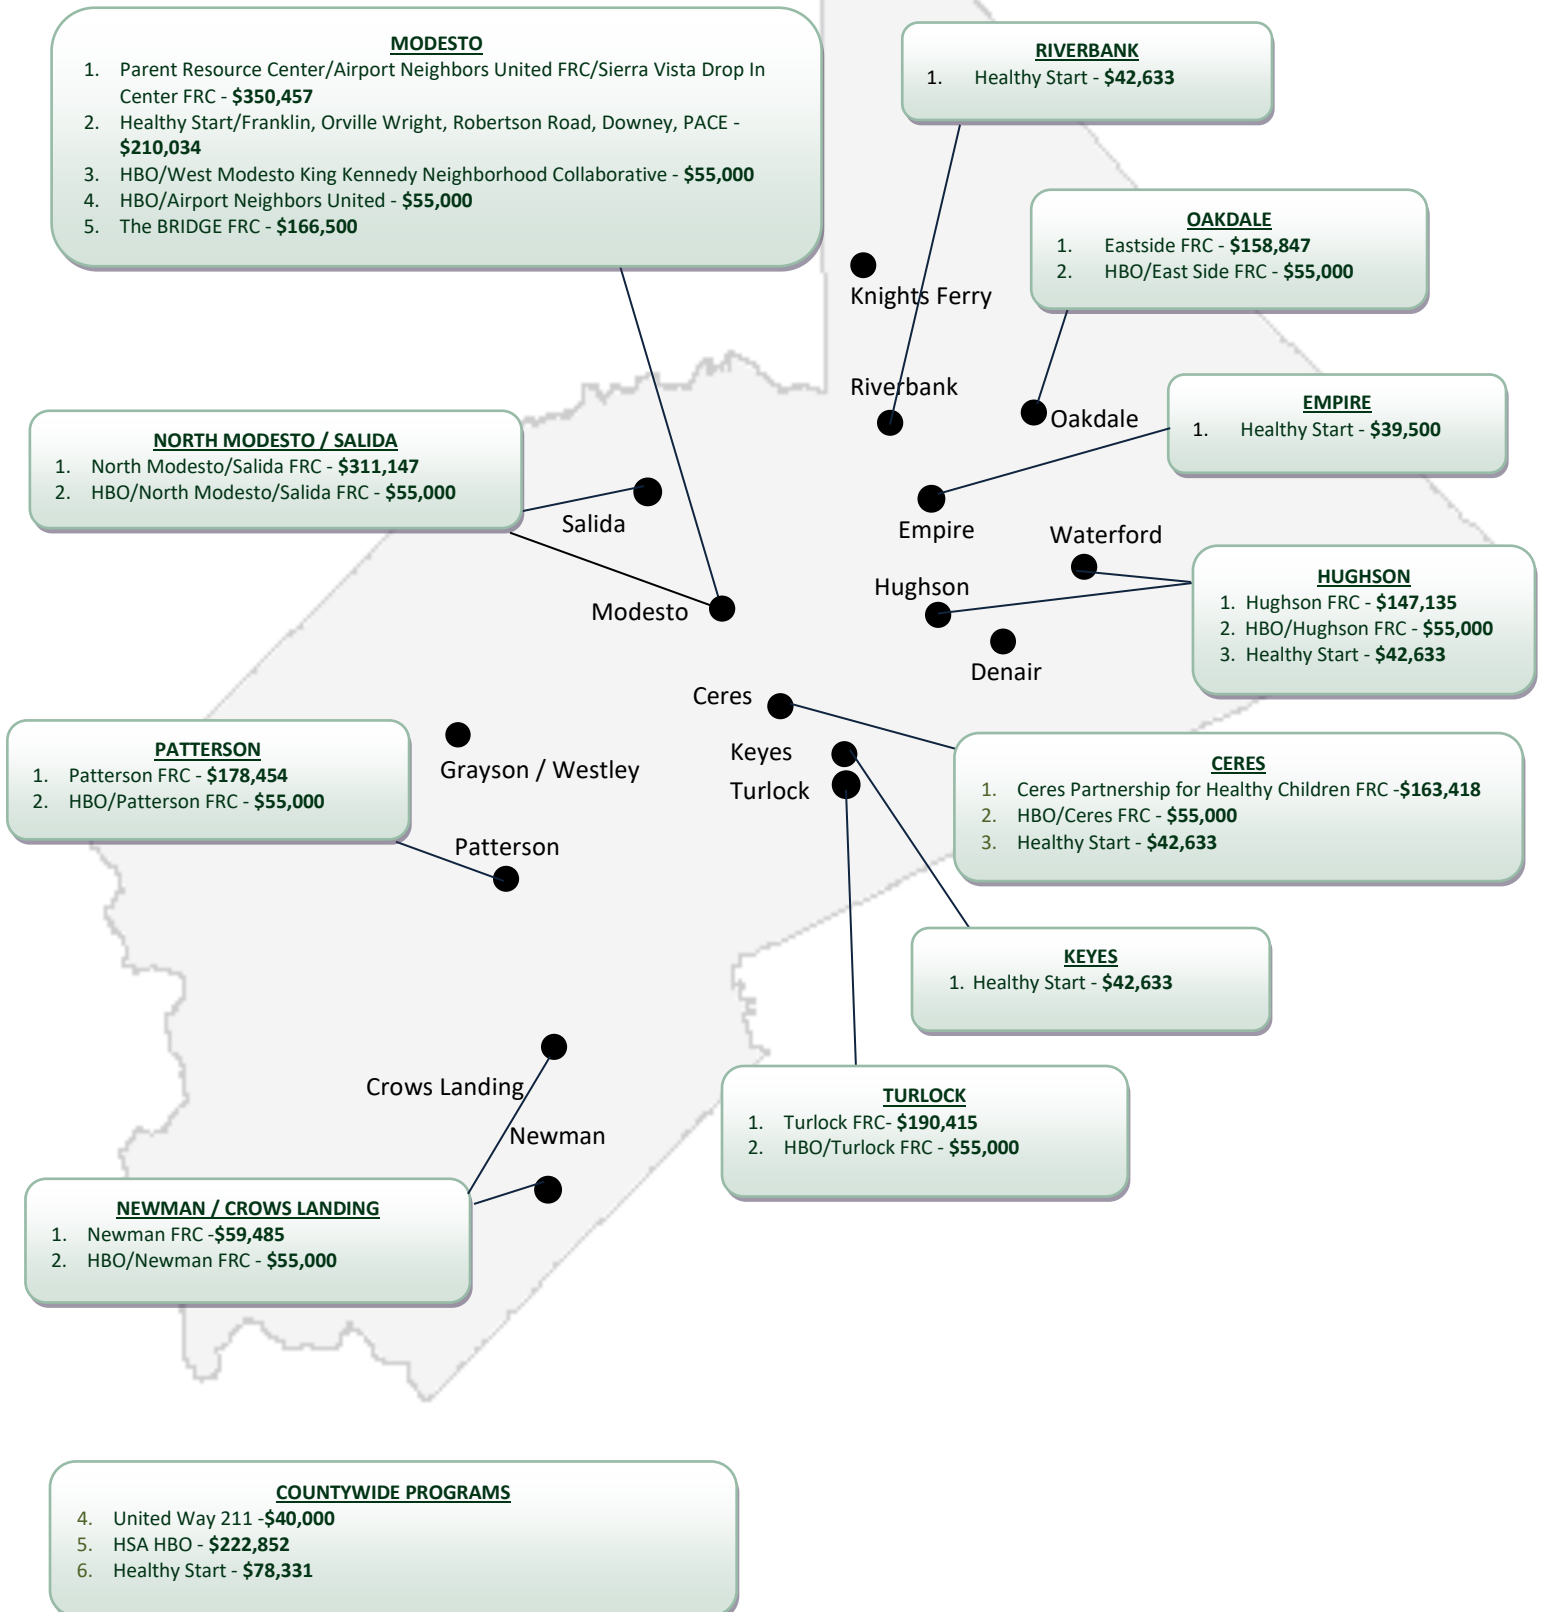 MODESTO
1. Parent Resource Center/Airport Neighbors United FRC/Sierra Vista Drop In
Center FRC - $350,457
2. Healthy Start/Franklin, Orville Wright, Robertson Road, Downey, PACE -
$210,034
3. HBO/West Modesto King Kennedy Neighborhood Collaborative - $55,000
4. HBO/Airport Neighbors United - $55,000
5. The BRIDGE FRC - $166,500
RIVERBANK
1. Healthy Start - $42,633
OAKDALE
1. Eastside FRC - $158,847
2. HBO/East Side FRC - $55,000
Knights Ferry
Riverbank
Oakdale
EMPIRE
1. Healthy Start - $39,500
NORTH MODESTO / SALIDA
1. North Modesto/Salida FRC - $311,147
2. HBO/North Modesto/Salida FRC - $55,000
Salida
Empire
Waterford
Hughson
Modesto
Denair
HUGHSON
1. Hughson FRC - $147,135
2. HBO/Hughson FRC - $55,000
3. Healthy Start - $42,633
Ceres
Keyes
Turlock
Grayson / Westley
PATTERSON
1. Patterson FRC - $178,454
2. HBO/Patterson FRC - $55,000
Patterson
CERES
1. Ceres Partnership for Healthy Children FRC -$163,418
2. HBO/Ceres FRC - $55,000
3. Healthy Start - $42,633
KEYES
1. Healthy Start - $42,633
Crows Landing
Newman
TURLOCK
1. Turlock FRC- $190,415
2. HBO/Turlock FRC - $55,000
NEWMAN / CROWS LANDING
1. Newman FRC -$59,485
2. HBO/Newman FRC - $55,000
COUNTYWIDE PROGRAMS
4. United Way 211 -$40,000
5. HSA HBO - $222,852
6. Healthy Start - $78,331